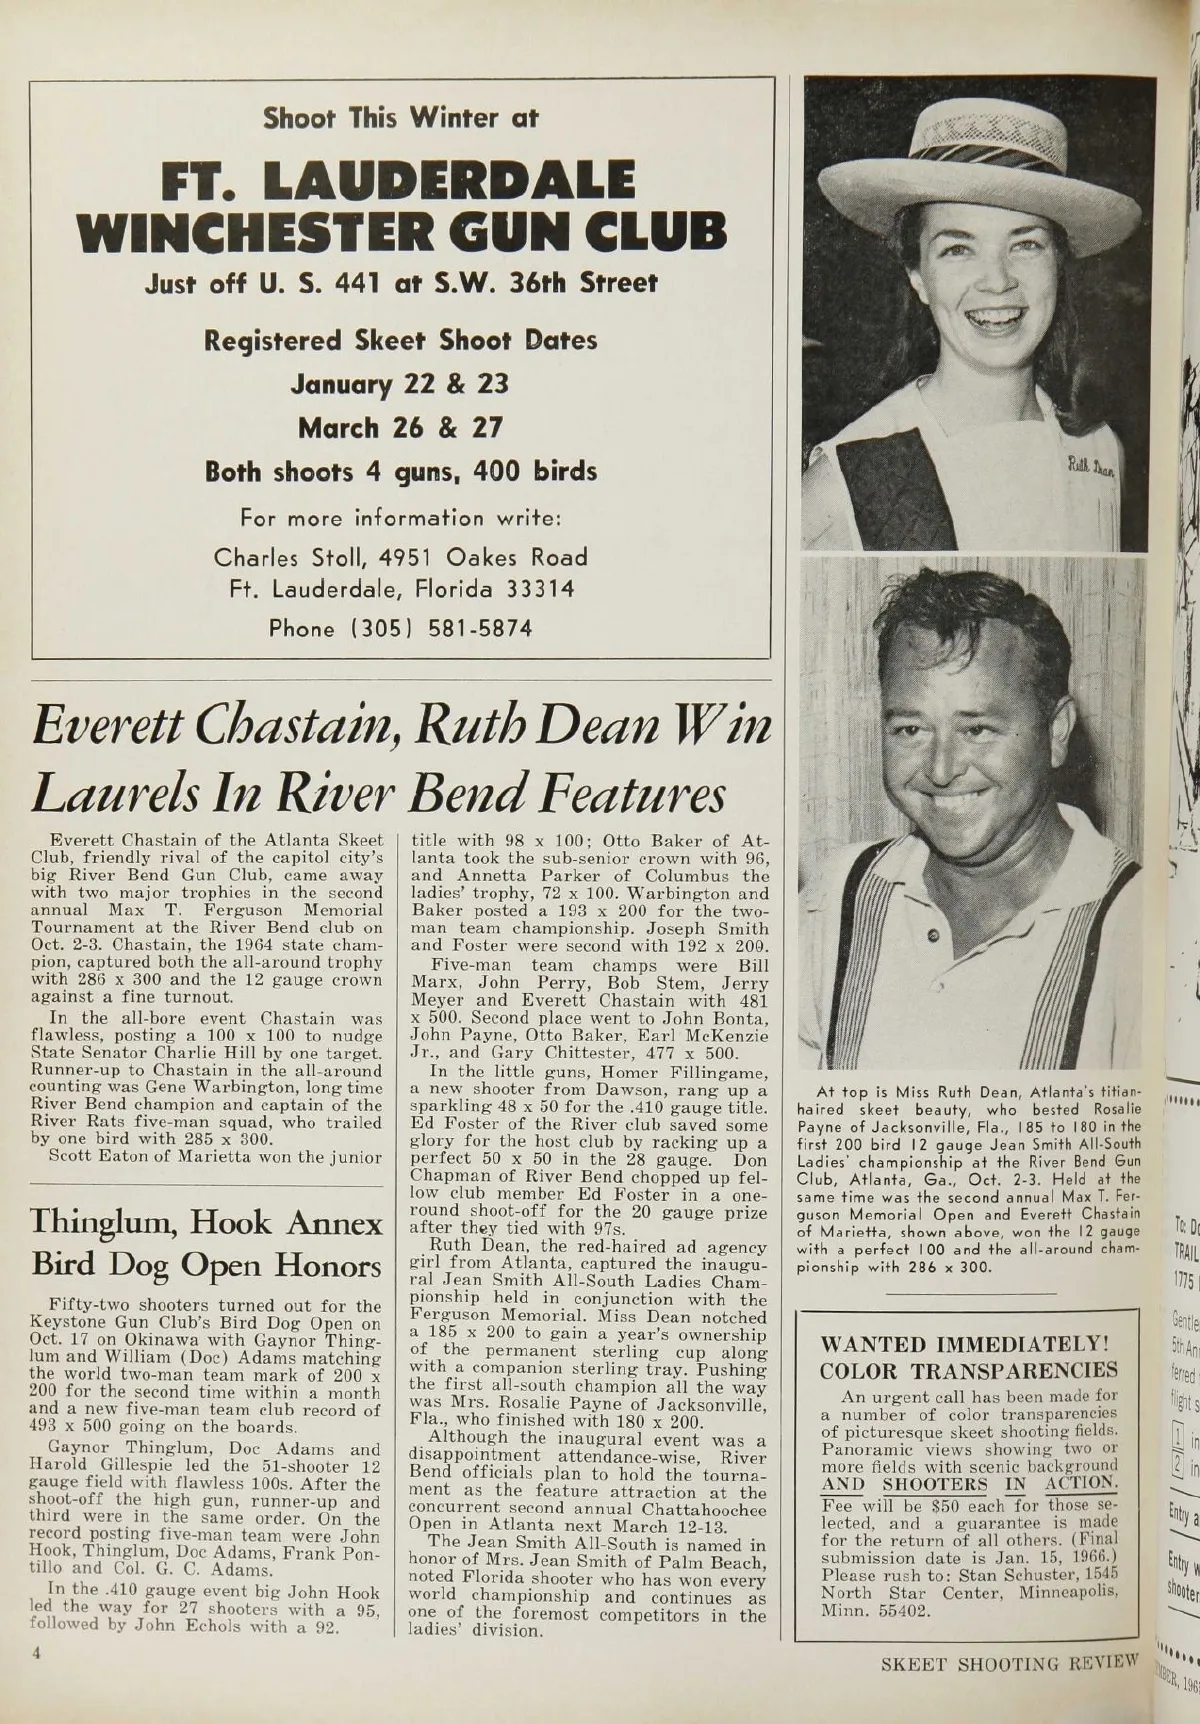 Shoot This Winter at
FT. LAUDERDALE
WINCHESTER GUN CLUB
Just off U. S. 441 at S.W. 36th Street
Registered Skeet Shoot Dates
January 22 & 23
March 26 & 27
Both shoots 4 guns, 400 birds
For more information write:
Charles Stoll, 4951 Oakes Road
Ft. Lauderdale, Florida 33314
Phone (305) 581-5874
Everett Chastain, Ruth Dean Win
Laurels In River Bend Features
Everett Chastain of the Atlanta Skeet
Club, friendly rival of the capitol city's
big River Bend Gun Club, came away
with two major trophies in the second
annual Max T. Ferguson Memorial
Tournament at the River Bend club on
Oct. 2-3. Chastain, the 1964 state cham-
pion, captured both the all-around trophy
with 286 x 300 and the 12 gauge crown
against a fine turnout.
In the all-bore event Chastain was
flawless, posting a 100 x 100 to nudge
State Senator Charlie Hill by one target.
Runner-up to Chastain in the all-around
counting was Gene Warbington, long time
River Bend champion and captain of the
River Rats five-man squad, who trailed
by one bird with 285 x 300.
Scott Eaton of Marietta won the junior
title with 98 x 100; Otto Baker of At-
lanta took the sub-senior crown with 96,
and Annetta Parker of Columbus the
ladies' trophy, 72 x 100. Warbington and
Baker posted a 193 x 200 for the two-
man team championship. Joseph Smith
and Foster were second with 192 x 200.
Five-man team champs were Bill
Marx, John Perry, Bob Stem, Jerry
Meyer and Everett Chastain with 481
x 500. Second place went to John Bonta,
John Payne, Otto Baker, Earl McKenzie
Jr., and Gary Chittester, 477 x 500.
In the little guns, Homer Fillingame,
a new shooter from Dawson, rang up a
sparkling 48 x 50 for the .410 gauge title.
Ed Foster of the River club saved some
glory for the host club by racking up a
perfect 50 x 50 in the 28 gauge. Don
Chapman of River Bend chopped up fel-
low club member Ed Foster in a one-
round shoot-off for the 20 gauge prize
after they tied with 97s.
Ruth Dean, the red-haired ad agency
girl from Atlanta, captured the inaugu-
ral Jean Smith All-South Ladies Cham-
pionship held in conjunction with the
Ferguson Memorial. Miss Dean notched
a 185 x 200 to gain a year's ownership
of the permanent sterling cup along
with a companion sterling tray. Pushing
the first all-south champion all the way
was Mrs. Rosalie Payne of Jacksonville,
Fla., who finished with 180 x 200.
Although the inaugural event was a
disappointment attendance-wise, River
Bend officials plan to hold the tourna-
ment as the feature attraction at the
concurrent second annual Chattahoochee
Open in Atlanta next March 12-13.
The Jean Smith All-South is named in
honor of Mrs. Jean Smith of Palm Beach,
noted Florida shooter who has won every
world championship and continues as
one of the foremost competitors in the
ladies' division.
Thinglum, Hook Annex
Bird Dog Open Honors
Fifty-two shooters turned out for the
Keystone Gun Club's Bird Dog Open on
Oct. 17 on Okinawa with Gaynor Thing-
lum and William (Doc) Adams matching
the world two-man team mark of 200 x
200 for the second time within a month
and a new five-man team club record of
493 x 500 going on the boards.
Gaynor Thinglum, Doc Adams and
Harold Gillespie led the 51-shooter 12
gauge field with flawless 100s. After the
shoot-off the high gun, runner-up and
third were in the same order. On the
record posting five-man team were John
Hook, Thinglum, Doc Adams, Frank Pon-
tillo and Col. G. C. Adams.
In the .410 gauge event big John Hook
led the way for 27 shooters with a 95,
followed by John Echols with a 92.
Ruth Dean
At top is Miss Ruth Dean, Atlanta's titian-
haired skeet beauty, who bested Rosalie
Payne of Jacksonville, Fla., 185 to 180 in the
first 200 bird 12 gauge Jean Smith All-South
Ladies' championship at the River Bend Gun
Club, Atlanta, Ga., Oct. 2-3. Held at the
same time was the second annual Max T. Fer-
guson Memorial Open and Everett Chastain
of Marietta, shown above, won the 12 gauge
with a perfect 100 and the all-around cham-
pionship with 286 x 300.
WANTED IMMEDIATELY!
COLOR TRANSPARENCIES
An urgent call has been made for
a number of color transparencies
of picturesque skeet shooting fields.
Panoramic views showing two or
more fields with scenic background
AND SHOOTERS IN ACTION.
Fee will be $50 each for those se-
lected, and a guarantee is made
for the return of all others. (Final
submission date is Jan. 15, 1966.)
Please rush to: Stan Schuster, 1545
North Star Center, Minneapolis,
Minn. 55402.
4
SKEET SHOOTING REVIEW
To:
TRAIL
1775
5th
1 in
2 in
Entry
Entry